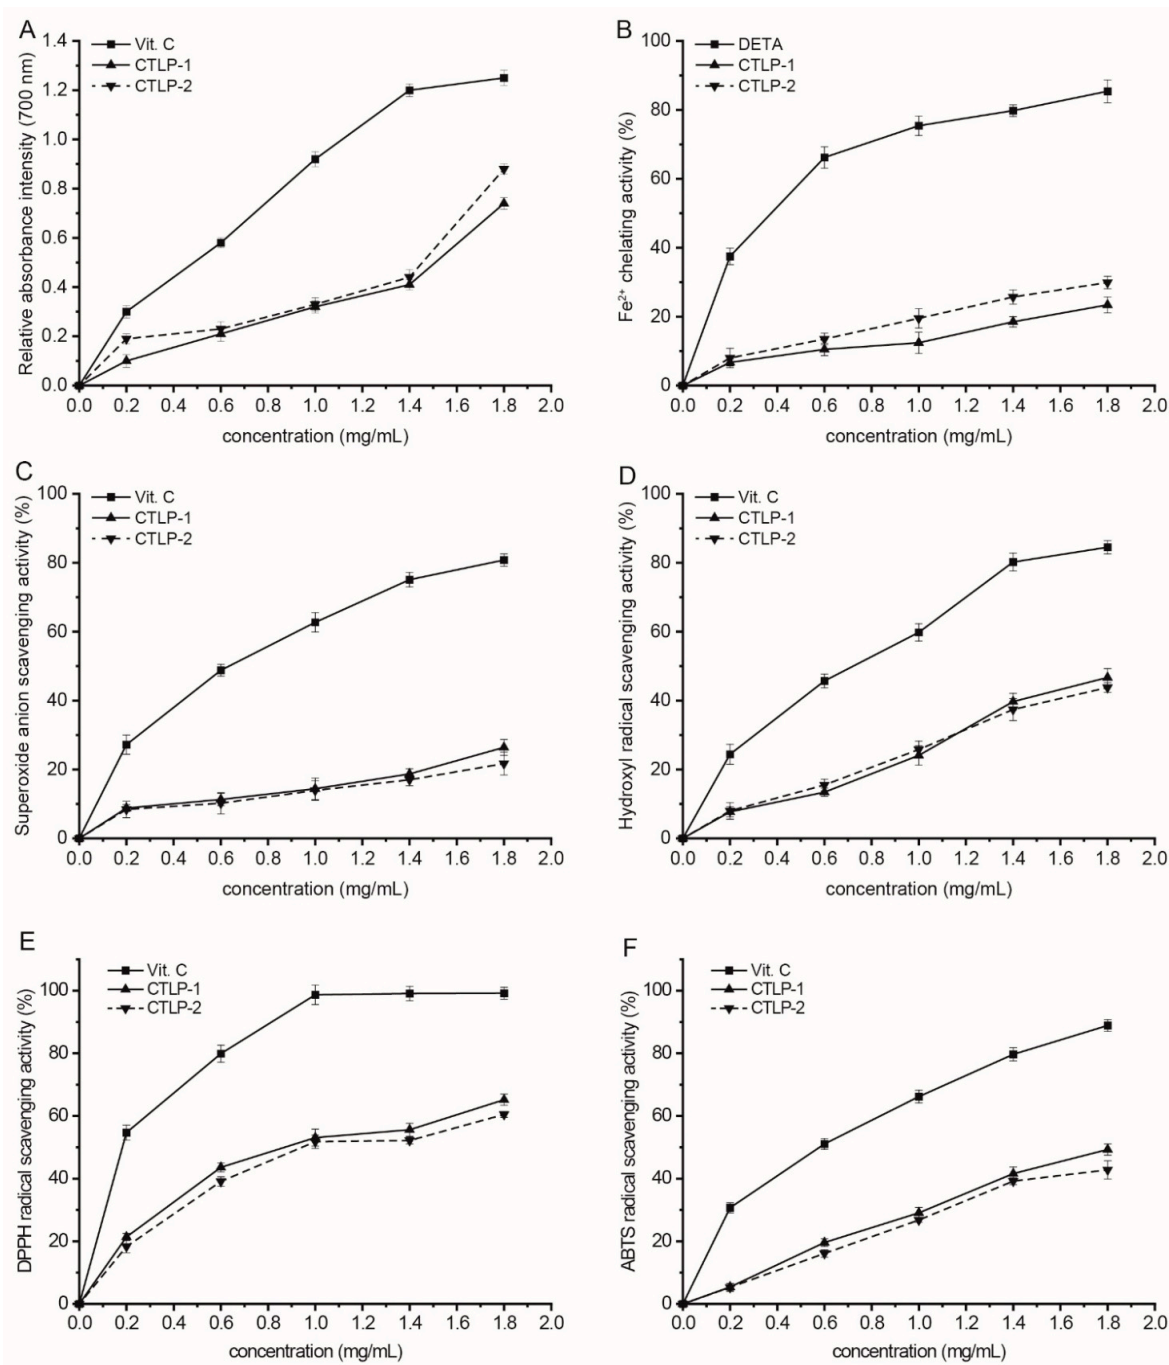 A
Relative absorbance intensity (700 nm)
1.4
1.2
1.0
0.8
0.6
0.4
0.2
0.0
Vit. C
CTLP-1
CTLP-2
0.0 0.2 0.4 0.6 0.8 1.0 1.2 1.4 1.6 1.8 2.0
concentration (mg/mL)
B
Fe²⁺ chelating activity (%)
100
80
60
40
20
0
DETA
CTLP-1
CTLP-2
0.0 0.2 0.4 0.6 0.8 1.0 1.2 1.4 1.6 1.8 2.0
concentration (mg/mL)
C
Superoxide anion scavenging activity (%)
100
80
60
40
20
0
Vit. C
CTLP-1
CTLP-2
0.0 0.2 0.4 0.6 0.8 1.0 1.2 1.4 1.6 1.8 2.0
concentration (mg/mL)
D
Hydroxyl radical scavenging activity (%)
100
80
60
40
20
0
Vit. C
CTLP-1
CTLP-2
0.0 0.2 0.4 0.6 0.8 1.0 1.2 1.4 1.6 1.8 2.0
concentration (mg/mL)
E
DPPH radical scavenging activity (%)
100
80
60
40
20
0
Vit. C
CTLP-1
CTLP-2
0.0 0.2 0.4 0.6 0.8 1.0 1.2 1.4 1.6 1.8 2.0
concentration (mg/mL)
F
ABTS radical scavenging activity (%)
100
80
60
40
20
0
Vit. C
CTLP-1
CTLP-2
0.0 0.2 0.4 0.6 0.8 1.0 1.2 1.4 1.6 1.8 2.0
concentration (mg/mL)